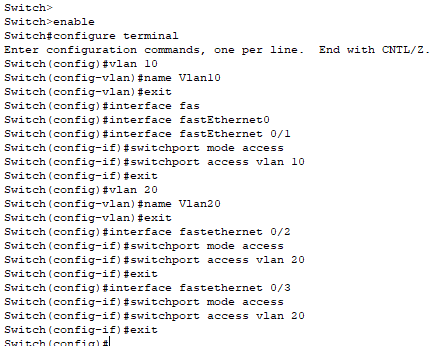 Switch>
Switch>enable
Switch#configure terminal
Enter configuration commands, one per line.  End with CNTL/Z.
Switch(config)#vlan 10
Switch(config-vlan)#name Vlan10
Switch(config-vlan)#exit
Switch(config)#interface fas
Switch(config)#interface fastEthernet0
Switch(config)#interface fastEthernet 0/1
Switch(config-if)#switchport mode access
Switch(config-if)#switchport access vlan 10
Switch(config-if)#exit
Switch(config)#vlan 20
Switch(config-vlan)#name Vlan20
Switch(config-vlan)#exit
Switch(config)#interface fastethernet 0/2
Switch(config-if)#switchport mode access
Switch(config-if)#switchport access vlan 20
Switch(config-if)#exit
Switch(config)#interface fastethernet 0/3
Switch(config-if)#switchport mode access
Switch(config-if)#switchport access vlan 20
Switch(config-if)#exit
Switch(config)#